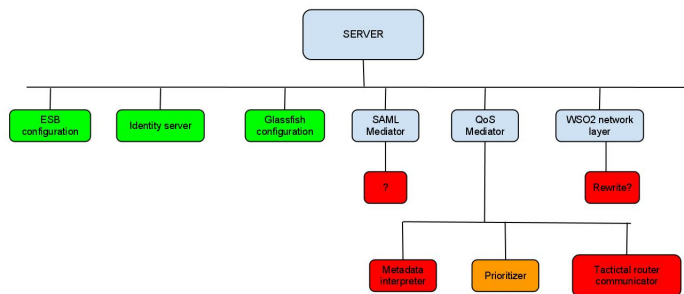 SERVER
ESB
configuration
Identity server
Glassfish
configuration
SAML
Mediator
QoS
Mediator
WSO2 network
layer
?
Rewrite?
Metadata
interpreter
Prioritizer
Tactictal router
communicator